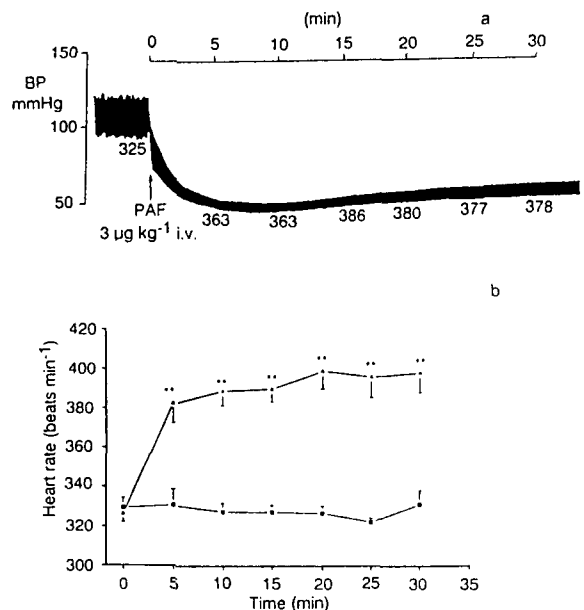 (min) a
0 5 10 15 20 25 30
150
BP
mmHg
100
50
325
PAF
3 µg kg-1 i.v.
363 363 386 380 377 378
b
Heart rate (beats min-1)
420
400
380
360
340
320
300
** ** ** ** ** **
0 5 10 15 20 25 30 35
Time (min)